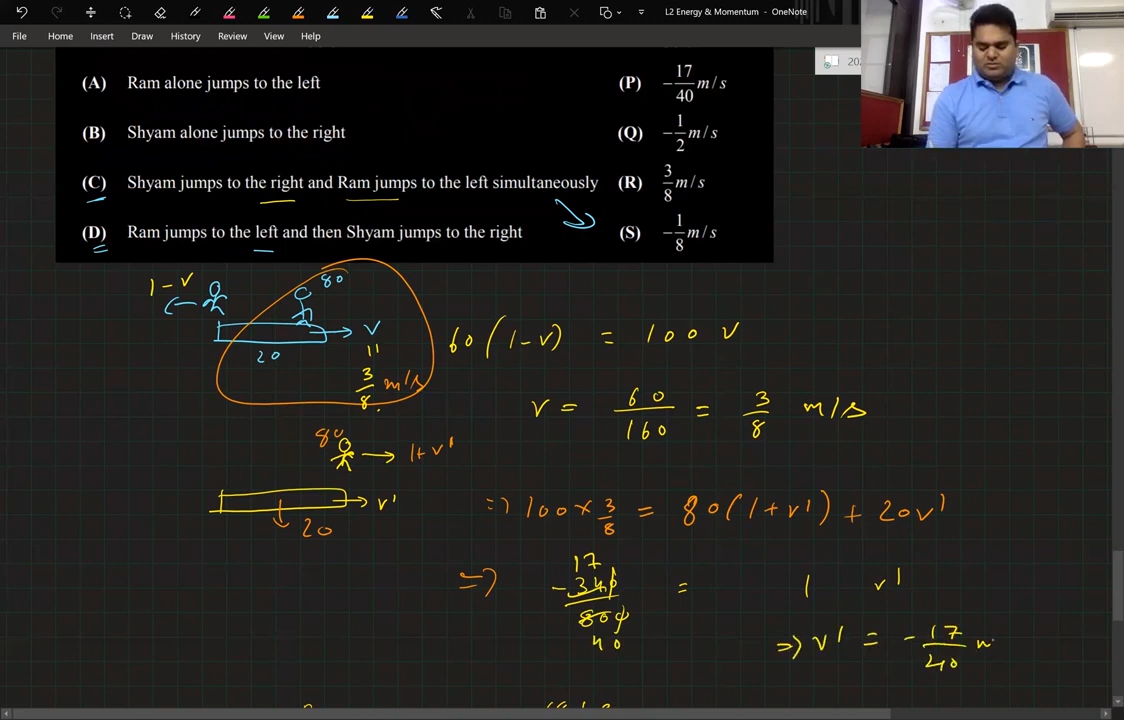 L2 Energy & Momentum - OneNote
File Home Insert Draw History Review View Help
(A) Ram alone jumps to the left (P) -17/40 m/s
(B) Shyam alone jumps to the right (Q) -1/2 m/s
(C) Shyam jumps to the right and Ram jumps to the left simultaneously (R) 3/8 m/s
(D) Ram jumps to the left and then Shyam jumps to the right (S) -1/8 m/s
1-v
80
20
v
=
3/8 m/s
60(1-v) = 100 v
v = 60/160 = 3/8 m/s
80
1+v'
v'
20
⇒ 100 × 3/8 = 80(1+v') + 20v'
⇒ 17 -340/800 40 = 1 v'
⇒ v' = -17/40 m